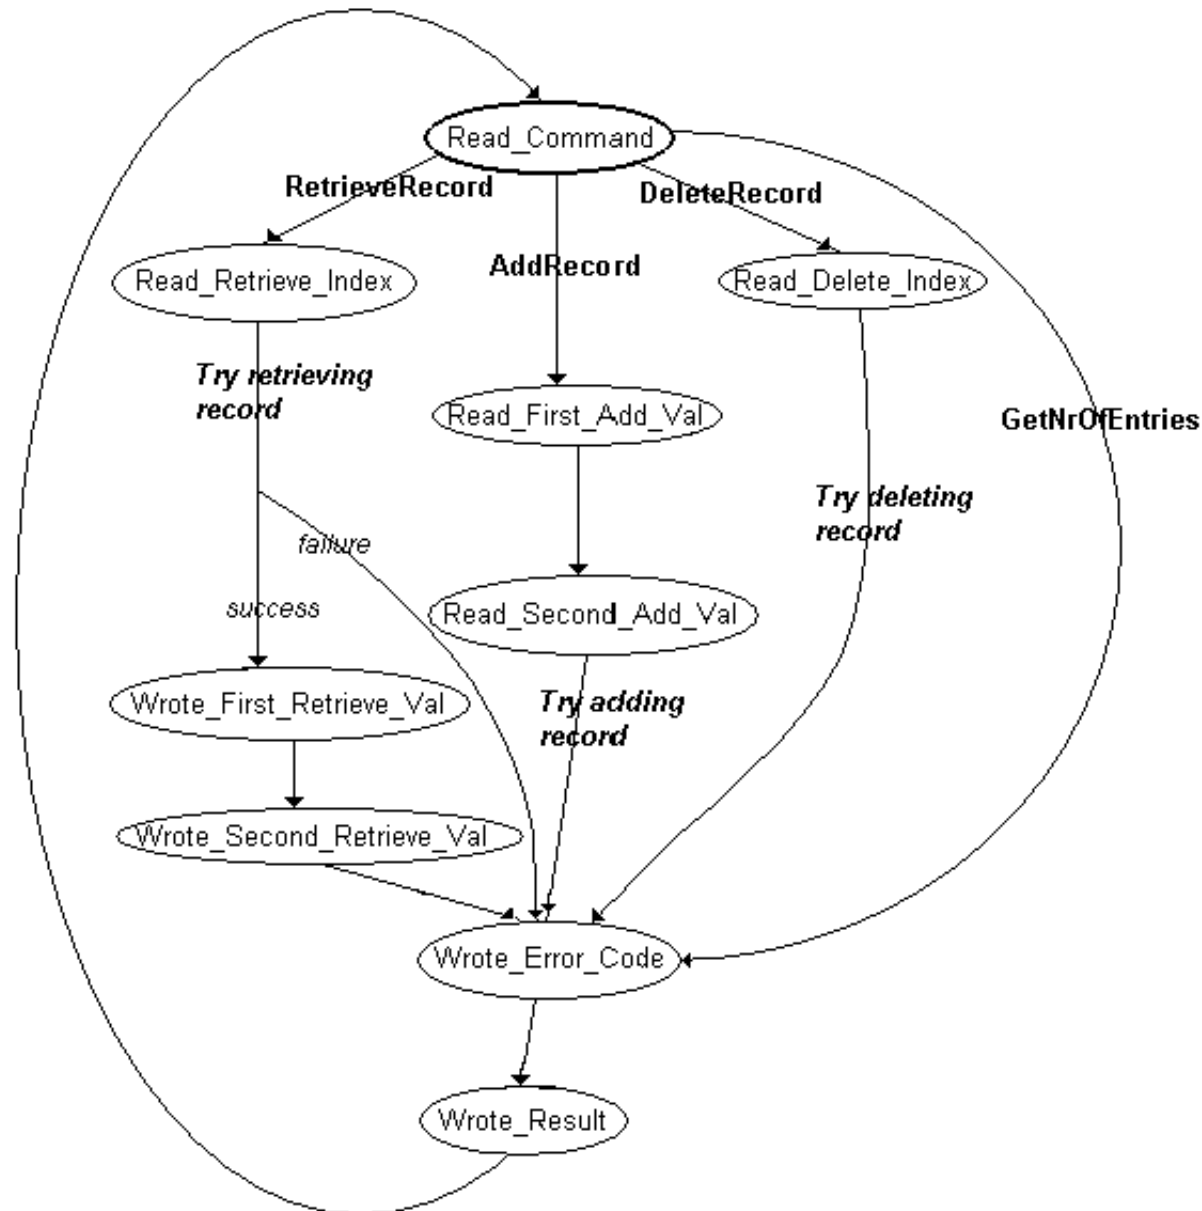 Read_Command
RetrieveRecord
DeleteRecord
AddRecord
Read_Retrieve_Index
Read_Delete_Index
Try retrieving
record
Read_First_Add_Val
GetNrOfEntries
Try deleting
record
failure
success
Read_Second_Add_Val
Wrote_First_Retrieve_Val
Try adding
record
Wrote_Second_Retrieve_Val
Wrote_Error_Code
Wrote_Result